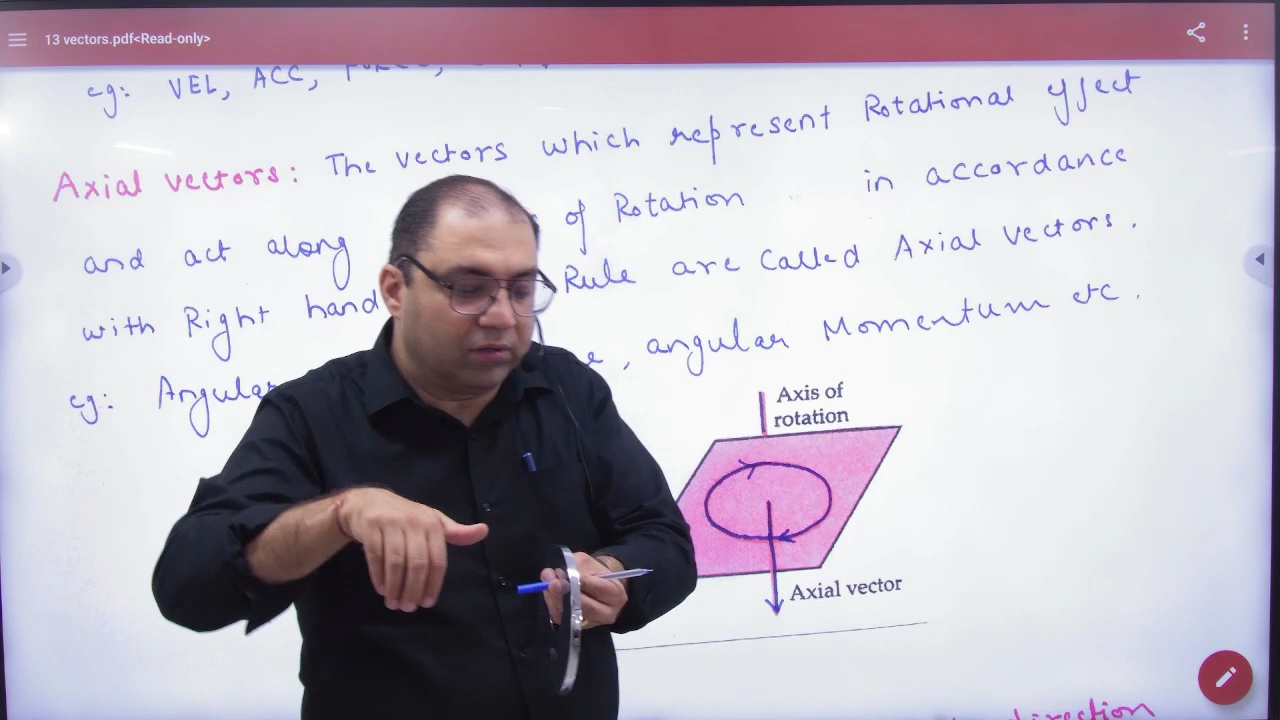 13 vectors.pdf<Read-only>
eg: VEL, ACC,
Axial vectors: The vectors which represent Rotational effect
and act along of Rotation in accordance
with Right hand Rule are called Axial vectors.
eg: Angular , angular Momentum etc.
Axis of
rotation
Axial vector
direction